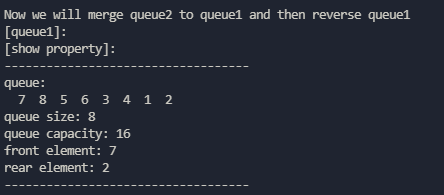 Now we will merge queue2 to queue1 and then reverse queue1
[queue1]:
[show property]:
-----------------------------------
queue:
  7  8  5  6  3  4  1  2
queue size: 8
queue capacity: 16
front element: 7
rear element: 2
-----------------------------------